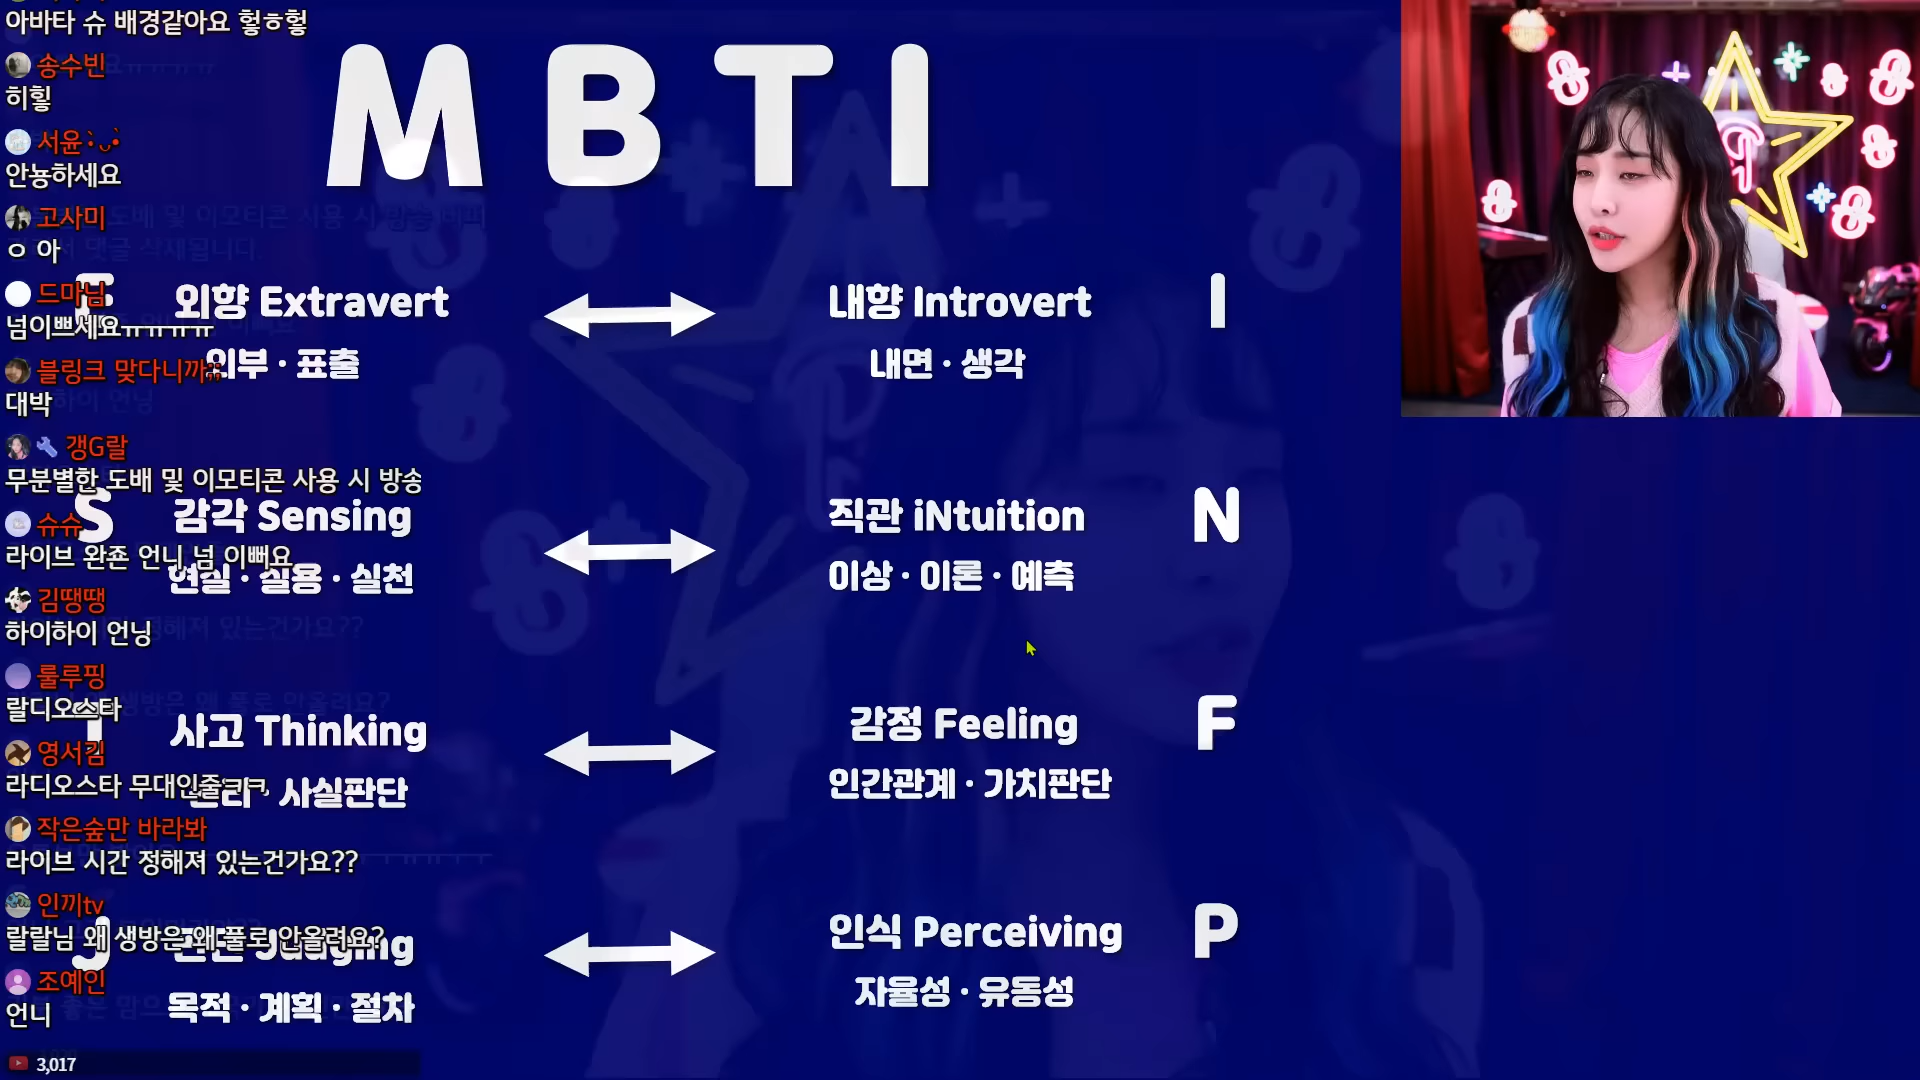 아바타 슈 배경같아요 헣ㅎ헣
송수빈
히힣
서윤
안뇽하세요
고사미
ㅇ 아
드마님
넘이쁘세요ㅠㅠㅠㅠ
블링크 맞다니까;;
대박
갱G랄
무분별한 도배 및 이모티콘 사용 시 방송
슈슈
라이브 완죤 언니 넘 이뻐요
김땡땡
하이하이 언닝
룰루핑
랄디오스타
영서김
라디오스타 무대인줄ㅋㅋ
작은숲만 바라봐
라이브 시간 정해져 있는건가요??
인끼tv
랄랄님 왜 생방은 왜 풀로 안올려요?
조예인
언니
3,017
M B T I
E 외향 Extravert 내향 Introvert I
외부 · 표출 내면 · 생각
S 감각 Sensing 직관 iNtuition N
현실 · 실용 · 실천 이상 · 이론 · 예측
T 사고 Thinking 감정 Feeling F
사실판단 인간관계 · 가치판단
J Judging 인식 Perceiving P
목적 · 계획 · 절차 자율성 · 유동성